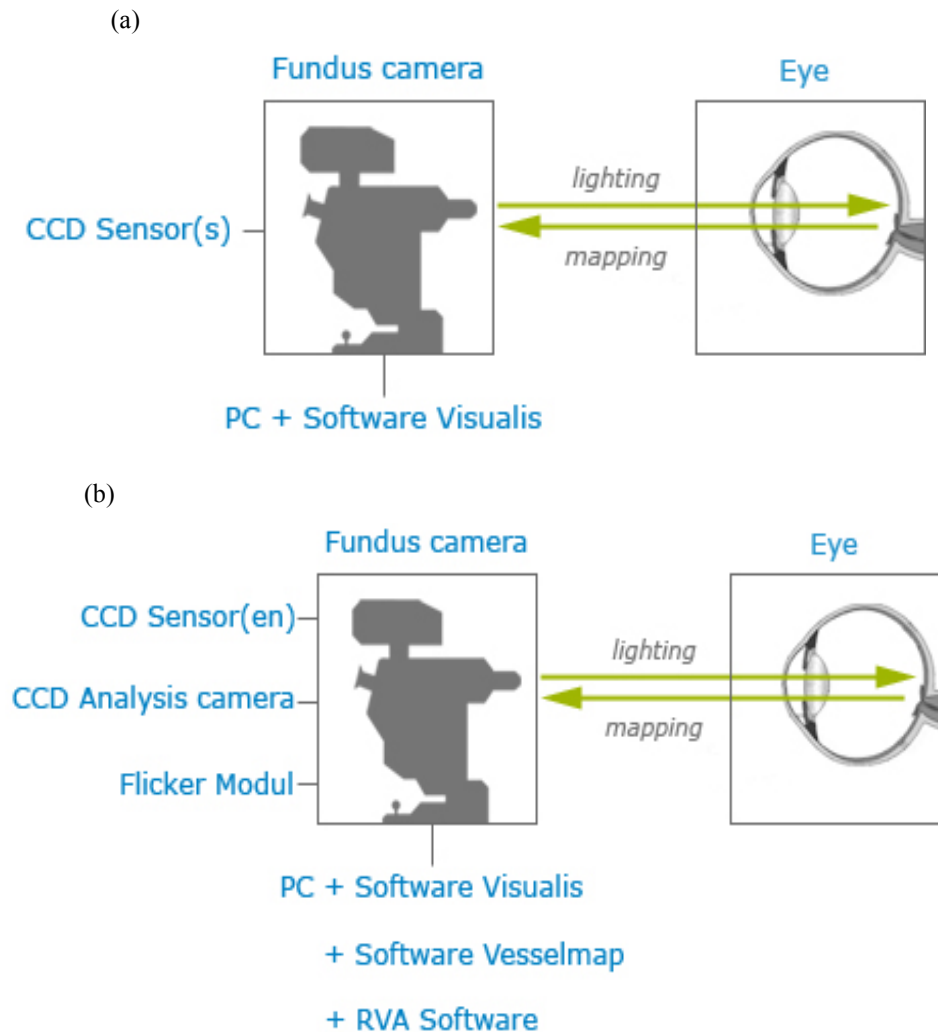 (a)
Fundus camera
Eye
CCD Sensor(s)
lighting
mapping
PC + Software Visualis
(b)
Fundus camera
Eye
CCD Sensor(en)
lighting
CCD Analysis camera
mapping
Flicker Modul
PC + Software Visualis
+ Software Vesselmap
+ RVA Software